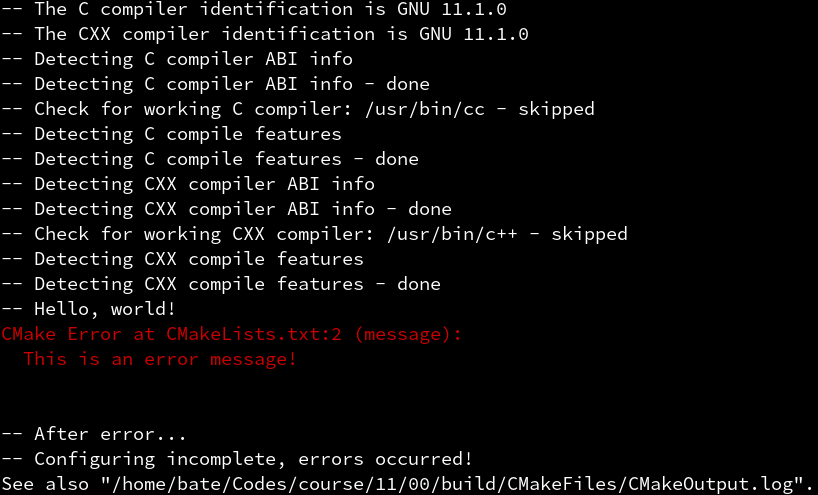 -- The C compiler identification is GNU 11.1.0
-- The CXX compiler identification is GNU 11.1.0
-- Detecting C compiler ABI info
-- Detecting C compiler ABI info - done
-- Check for working C compiler: /usr/bin/cc - skipped
-- Detecting C compile features
-- Detecting C compile features - done
-- Detecting CXX compiler ABI info
-- Detecting CXX compiler ABI info - done
-- Check for working CXX compiler: /usr/bin/c++ - skipped
-- Detecting CXX compile features
-- Detecting CXX compile features - done
-- Hello, world!
CMake Error at CMakeLists.txt:2 (message):
  This is an error message!
-- After error...
-- Configuring incomplete, errors occurred!
See also "/home/bate/Codes/course/11/00/build/CMakeFiles/CMakeOutput.log".